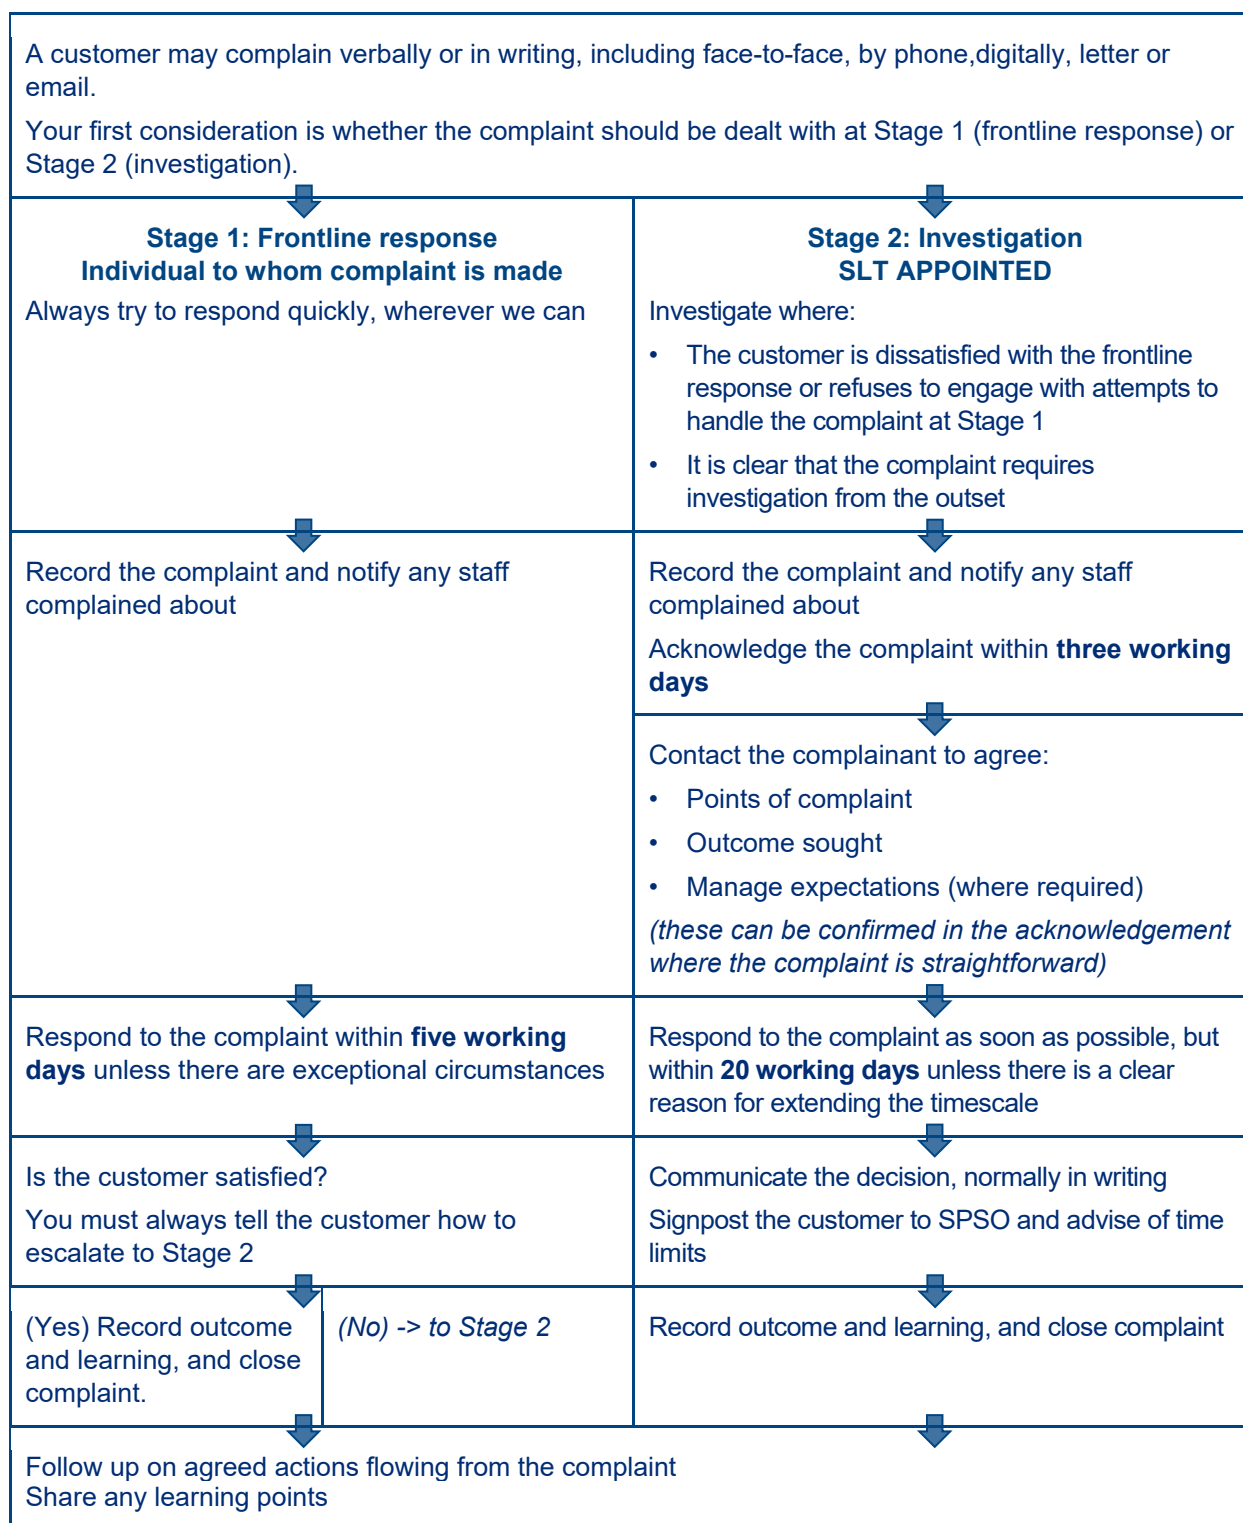 A customer may complain verbally or in writing, including face-to-face, by phone,digitally, letter or
email.
Your first consideration is whether the complaint should be dealt with at Stage 1 (frontline response) or
Stage 2 (investigation).
Stage 1: Frontline response
Individual to whom complaint is made
Always try to respond quickly, wherever we can
Stage 2: Investigation
SLT APPOINTED
Investigate where:
• The customer is dissatisfied with the frontline
response or refuses to engage with attempts to
handle the complaint at Stage 1
• It is clear that the complaint requires
investigation from the outset
Record the complaint and notify any staff
complained about
Record the complaint and notify any staff
complained about
Acknowledge the complaint within three working
days
Contact the complainant to agree:
• Points of complaint
• Outcome sought
• Manage expectations (where required)
(these can be confirmed in the acknowledgement
where the complaint is straightforward)
Respond to the complaint within five working
days unless there are exceptional circumstances
Respond to the complaint as soon as possible, but
within 20 working days unless there is a clear
reason for extending the timescale
Is the customer satisfied?
You must always tell the customer how to
escalate to Stage 2
Communicate the decision, normally in writing
Signpost the customer to SPSO and advise of time
limits
(Yes) Record outcome
and learning, and close
complaint.
(No) -> to Stage 2
Record outcome and learning, and close complaint
Follow up on agreed actions flowing from the complaint
Share any learning points